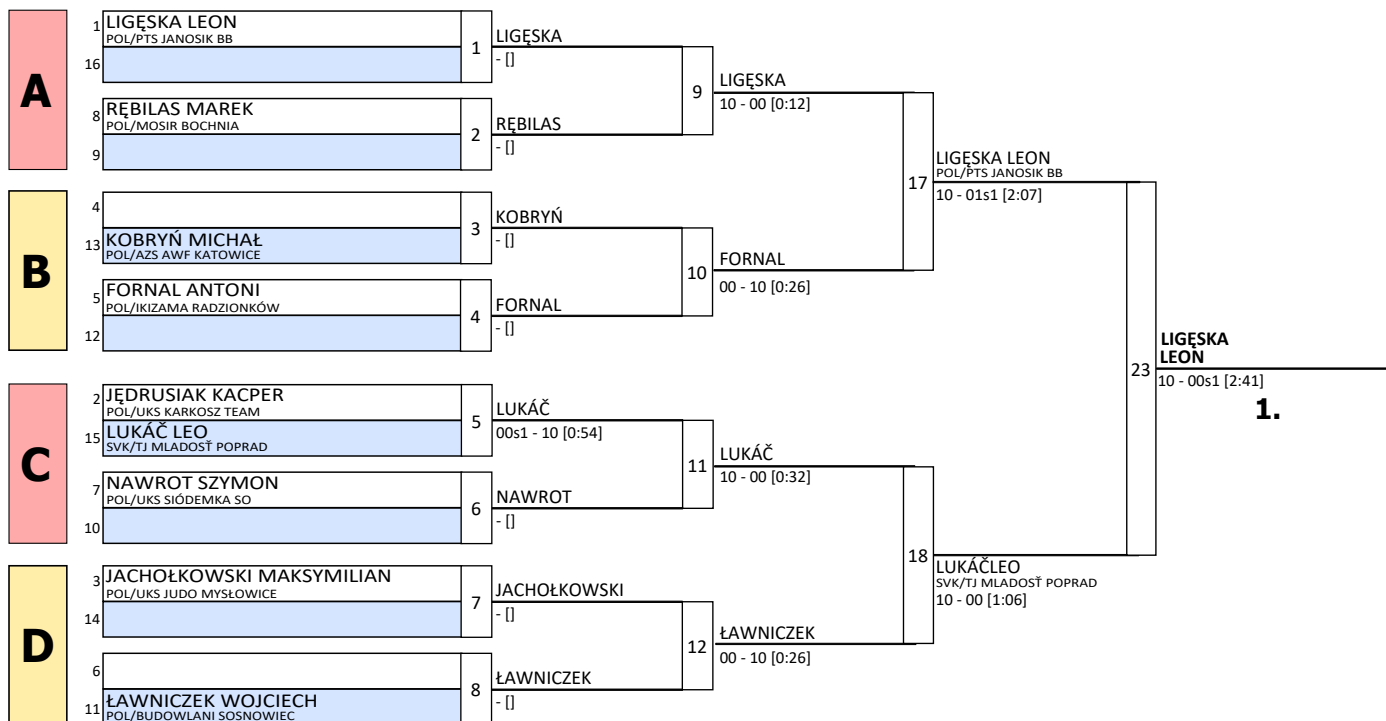 A
1 LIGĘSKA LEON
POL/PTS JANOSIK BB
16
1
LIGĘSKA
- []
8 RĘBILAS MAREK
POL/MOSIR BOCHNIA
9
2
RĘBILAS
- []
9
LIGĘSKA
10 - 00 [0:12]
B
4
13 KOBRYŃ MICHAŁ
POL/AZS AWF KATOWICE
3
KOBRYŃ
- []
5 FORNAL ANTONI
POL/IKIZAMA RADZIONKÓW
12
4
FORNAL
- []
10
FORNAL
00 - 10 [0:26]
17
LIGĘSKA LEON
POL/PTS JANOSIK BB
10 - 01s1 [2:07]
C
2 JĘDRUSIAK KACPER
POL/UKS KARKOSZ TEAM
15 LUKÁČ LEO
SVK/TJ MLADOSŤ POPRAD
5
LUKÁČ
00s1 - 10 [0:54]
7 NAWROT SZYMON
POL/UKS SIÓDEMKA SO
10
6
NAWROT
- []
11
LUKÁČ
10 - 00 [0:32]
D
3 JACHOŁKOWSKI MAKSYMILIAN
POL/UKS JUDO MYSŁOWICE
14
7
JACHOŁKOWSKI
- []
6
11 ŁAWNICZEK WOJCIECH
POL/BUDOWLANI SOSNOWIEC
8
ŁAWNICZEK
- []
12
ŁAWNICZEK
00 - 10 [0:26]
18
LUKÁČLEO
SVK/TJ MLADOSŤ POPRAD
10 - 00 [1:06]
23
LIGĘSKA
LEON
10 - 00s1 [2:41]
1.